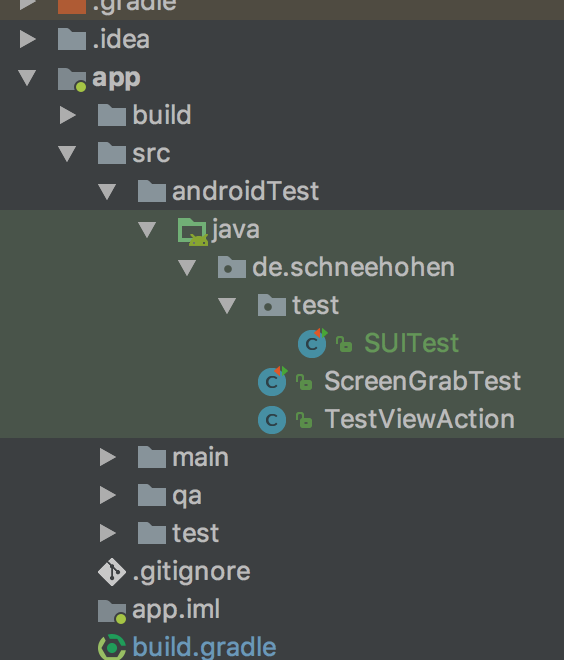 .gradle
.idea
app
build
src
androidTest
java
de.schneehohen
test
SUITest
ScreenGrabTest
TestViewAction
main
qa
test
.gitignore
app.iml
build.gradle